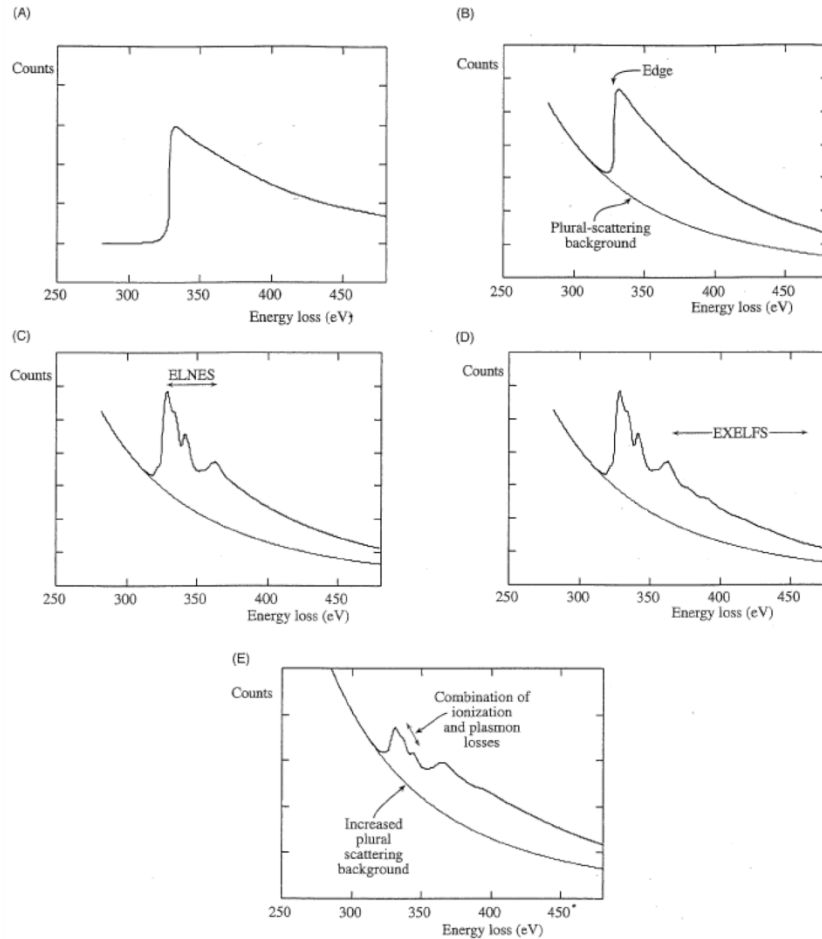 (A)
Counts
250
300
350
400
450
Energy loss (eV)
(B)
Counts
Edge
Plural-scattering
background
250
300
350
400
450
Energy loss (eV)
(C)
Counts
ELNES
250
300
350
400
450
Energy loss (eV)
(D)
Counts
EXELFS
250
300
350
400
450
Energy loss (eV)
(E)
Counts
Combination of
ionization
and plasmon
losses
Increased
plural
scattering
background
250
300
350
400
450
Energy loss (eV)